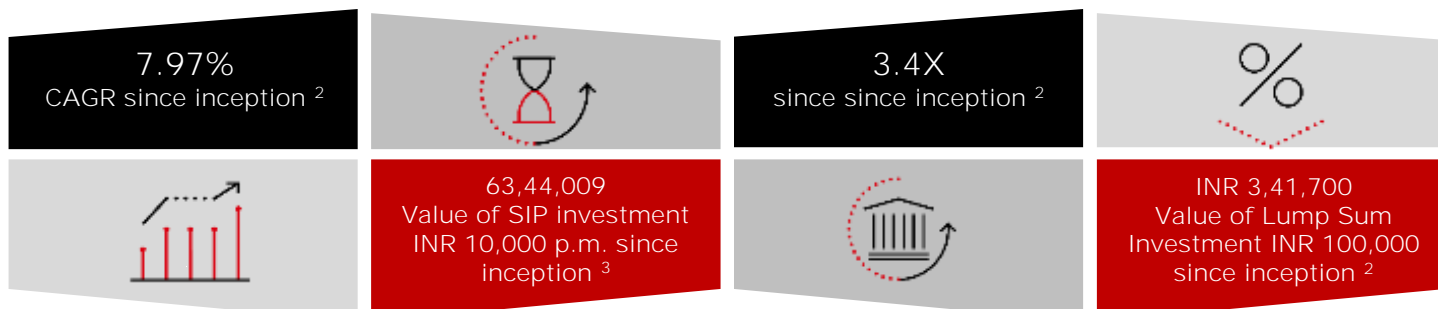 7.97%
CAGR since inception ²
3.4X
since since inception ²
63,44,009
Value of SIP investment
INR 10,000 p.m. since
inception ³
INR 3,41,700
Value of Lump Sum
Investment INR 100,000
since inception ²